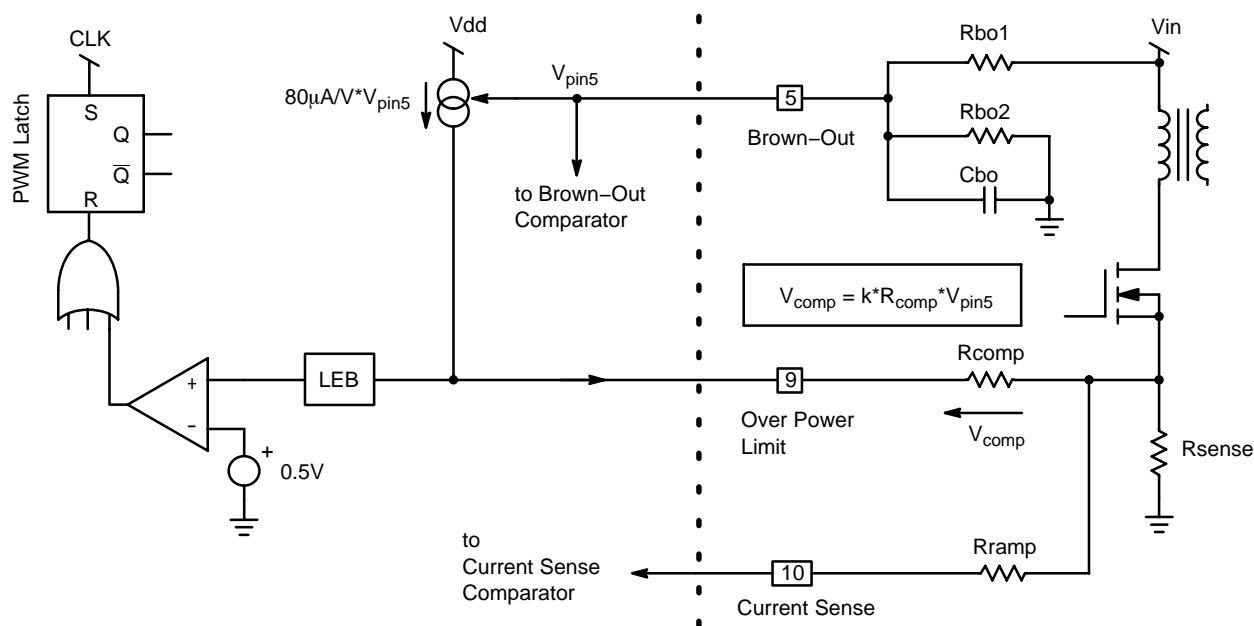 CLK
Vdd
Rbo1
Vin
PWM Latch
S
Q
Q̅
R
80μA/V*Vpin5
Vpin5
5
Rbo2
Brown−Out
Cbo
to Brown−Out
Comparator
Vcomp = k*Rcomp*Vpin5
+
LEB
9
Rcomp
−
Over Power
Limit
Vcomp
+
0.5V
Rsense
to
Current Sense
Comparator
10
Rramp
Current Sense